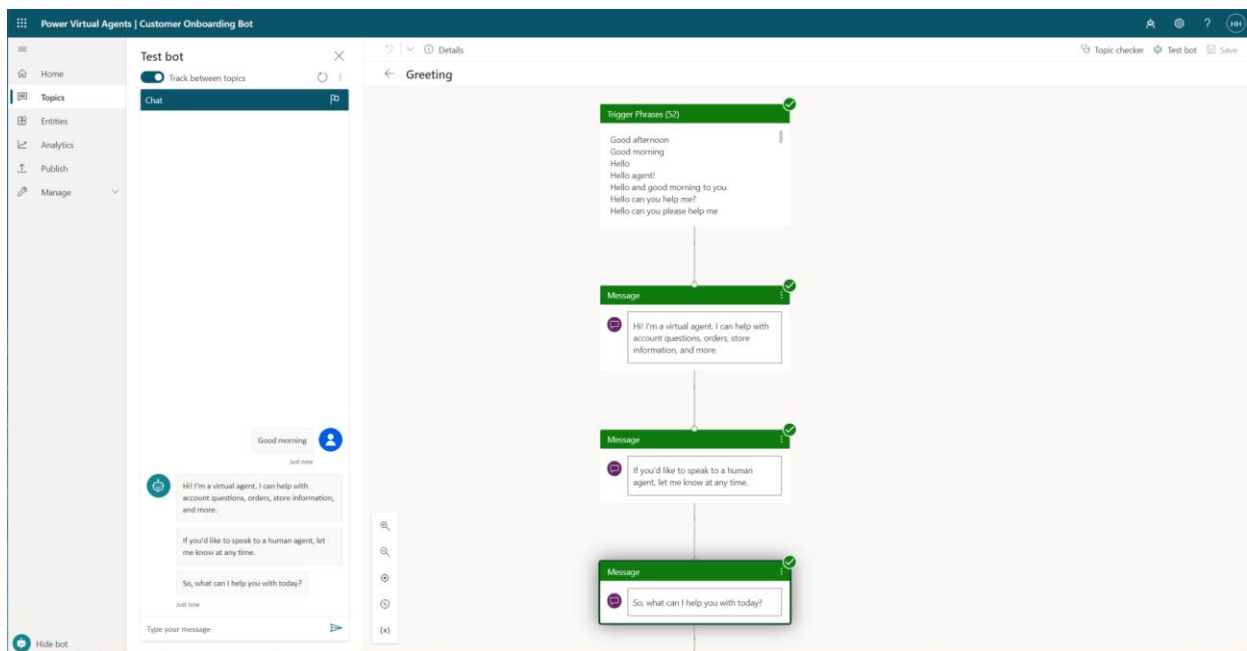 Power Virtual Agents | Customer Onboarding Bot
?
HH
Home
Topics
Entities
Analytics
Publish
Manage
Hide bot
Test bot
Track between topics
Chat
Good morning
Just now
Hi! I'm a virtual agent. I can help with
account questions, orders, store information,
and more.
If you'd like to speak to a human agent, let
me know at any time.
So, what can I help you with today?
Just now
Type your message
Details
Topic checker
Test bot
Save
Greeting
Trigger Phrases (52)
Good afternoon
Good morning
Hello
Hello agent!
Hello and good morning to you
Hello can you help me?
Hello can you please help me
Message
Hi! I'm a virtual agent. I can help with
account questions, orders, store
information, and more.
Message
If you'd like to speak to a human
agent, let me know at any time.
Message
So, what can I help you with today?
{x}